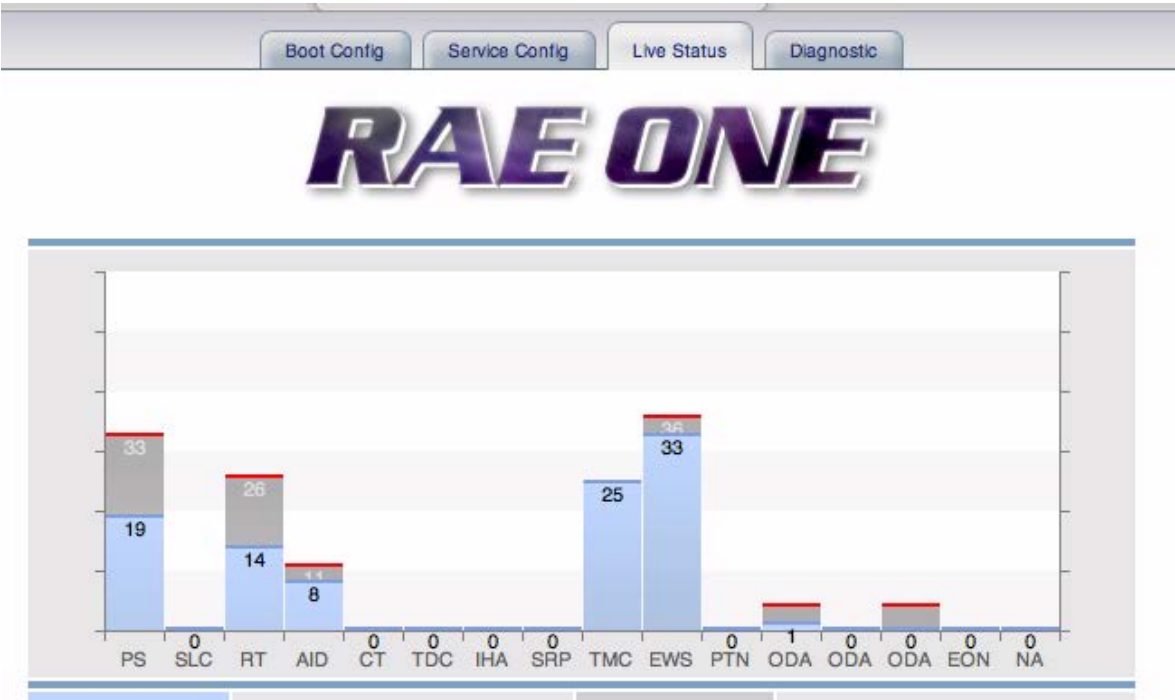 Boot Config Service Config Live Status Diagnostic
RAE ONE
33 26 11 36
19 14 8 25 33 1
0 0 0 0 0 0 0 0 0 0
PS SLC RT AID CT TDC IHA SRP TMC EWS PTN ODA ODA ODA EON NA